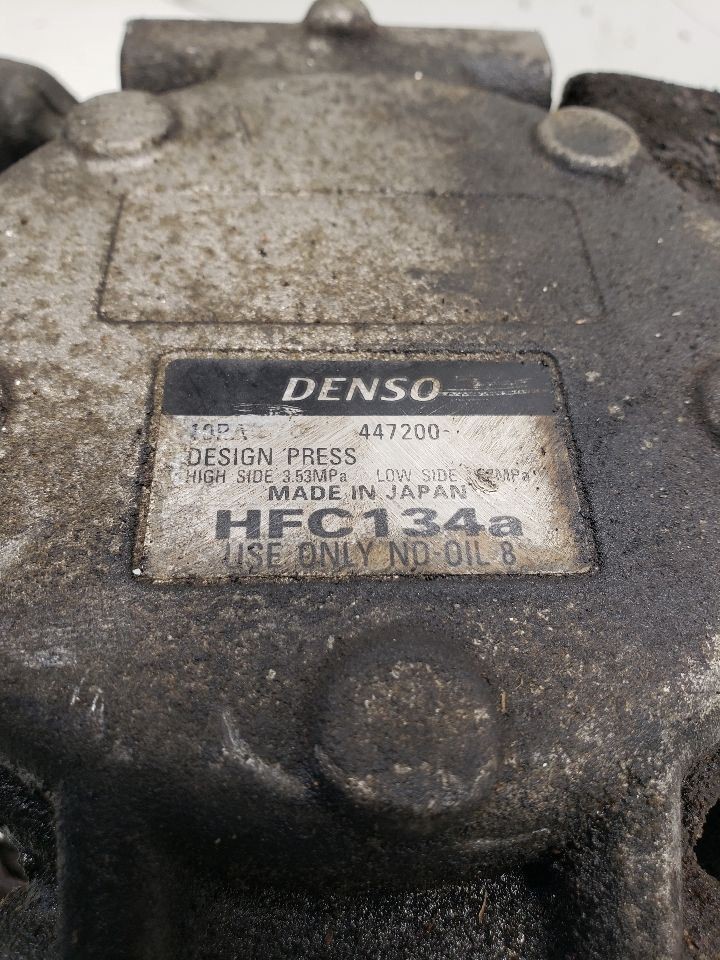 DENSO
447200-
DESIGN PRESS
HIGH SIDE 3.53MPa LOW SIDE
MADE IN JAPAN
HFC134a
USE ONLY ND-OIL 8